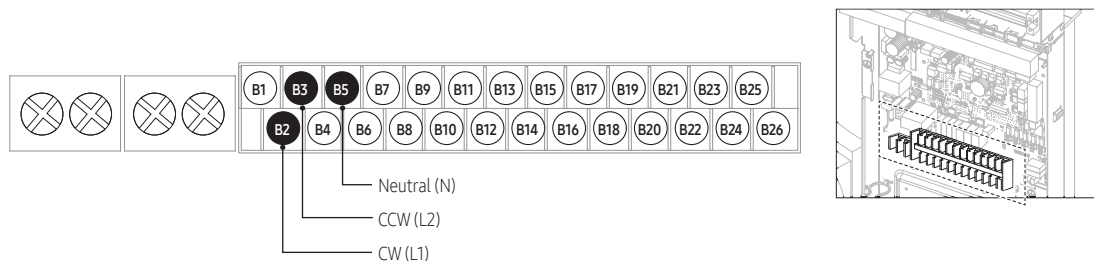 B1 B3 B5 B7 B9 B11 B13 B15 B17 B19 B21 B23 B25
B2 B4 B6 B8 B10 B12 B14 B16 B18 B20 B22 B24 B26
Neutral (N)
CCW (L2)
CW (L1)